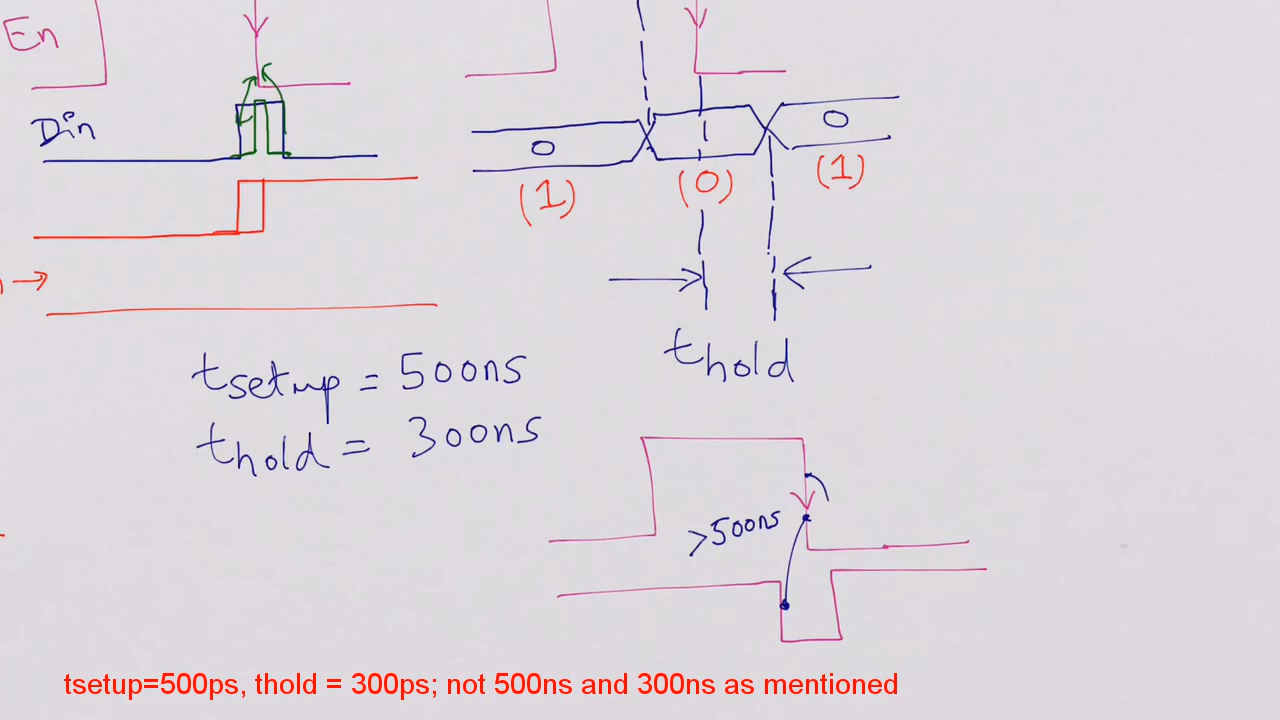 En
Din
0
0
(1)
(0)
(1)
thold
tsetup = 500ns
thold = 300ns
>500ns
tsetup=500ps, thold = 300ps; not 500ns and 300ns as mentioned